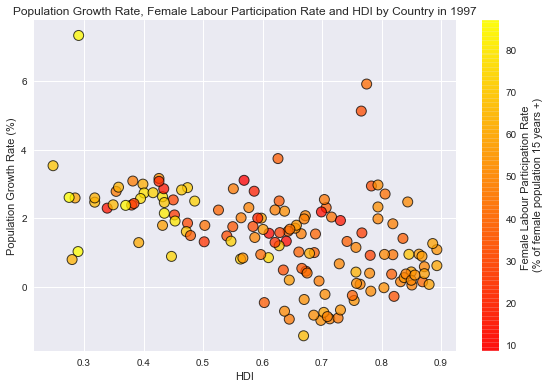 Population Growth Rate, Female Labour Participation Rate and HDI by Country in 1997
Population Growth Rate (%)
6
4
2
0
0.3 0.4 0.5 0.6 0.7 0.8 0.9
HDI
80
70
60
50
40
30
20
10
Female Labour Participation Rate
(% of female population 15 years +)